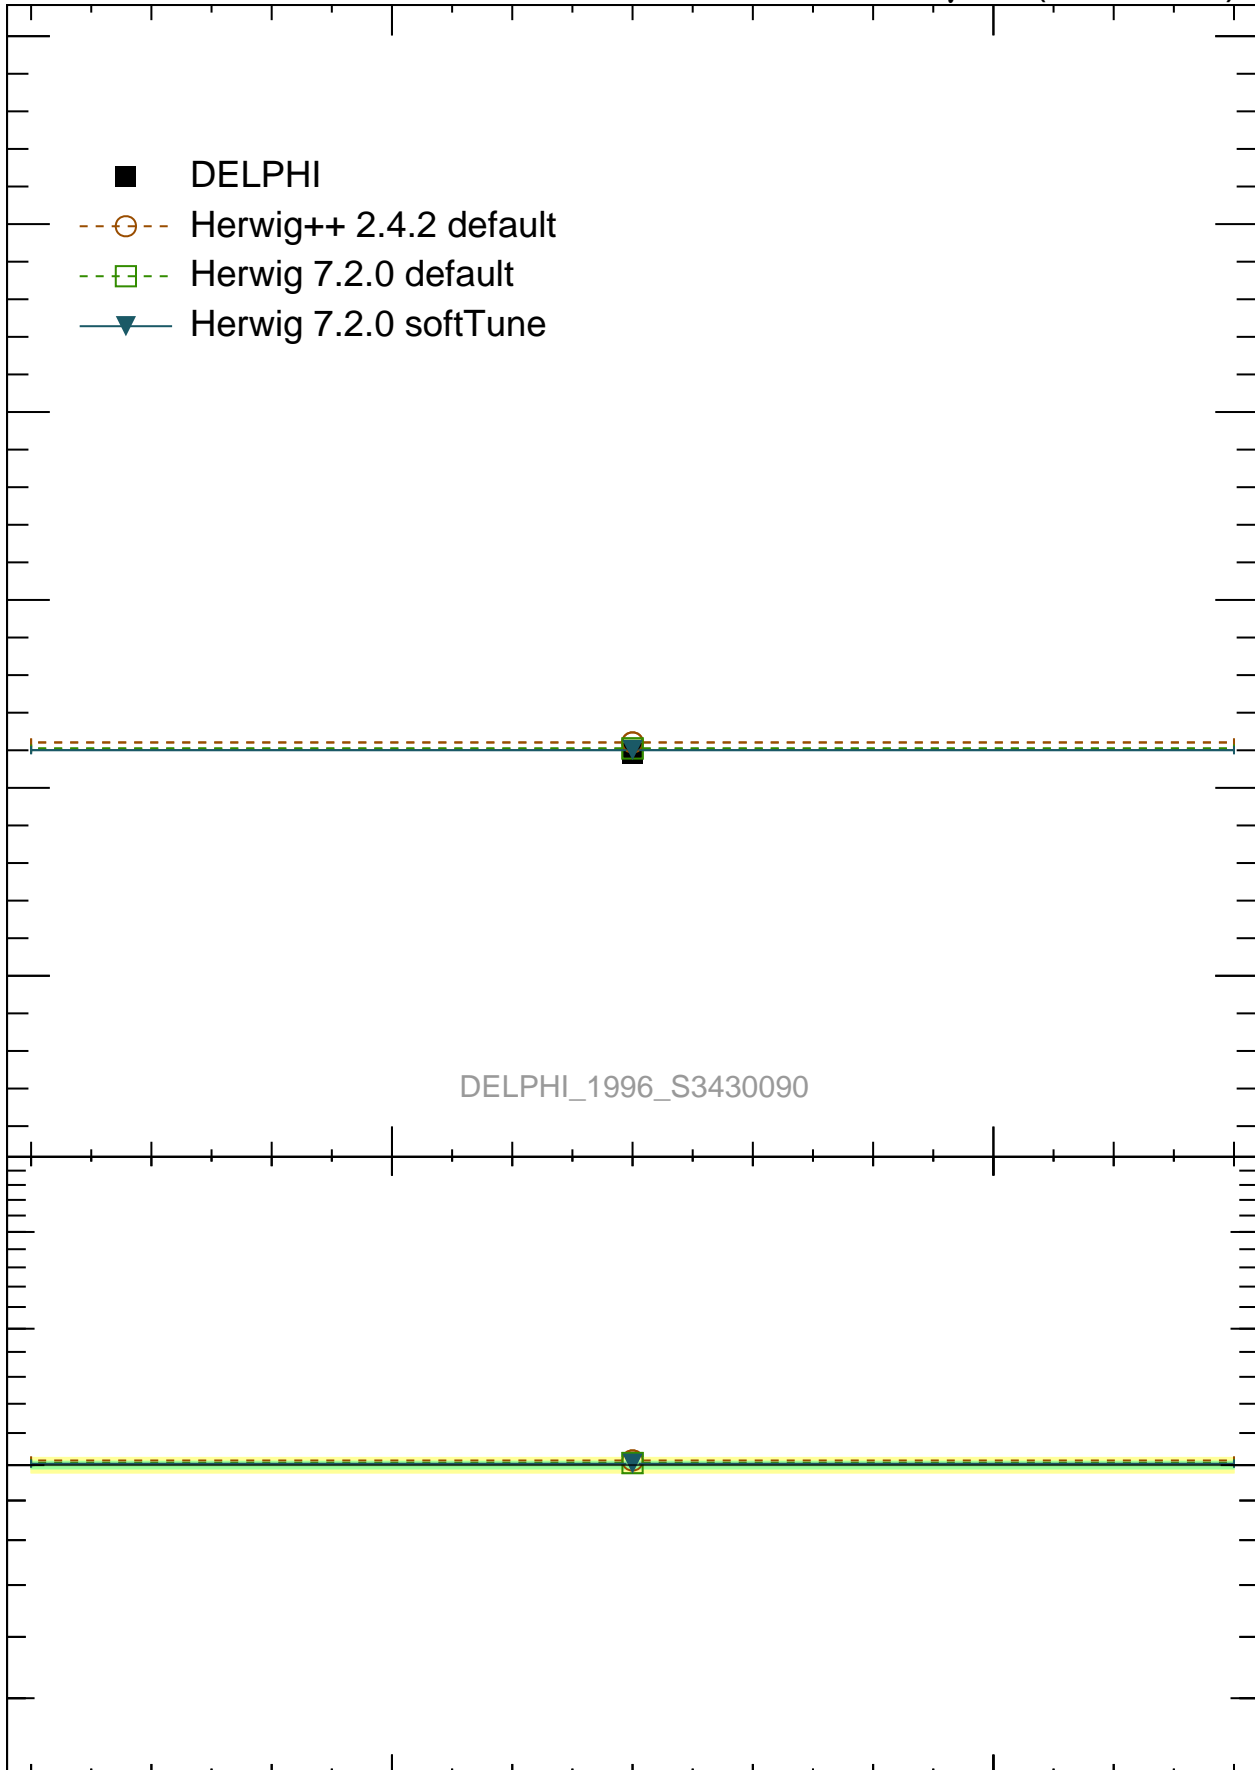 DELPHI
Herwig++ 2.4.2 default
Herwig 7.2.0 default
Herwig 7.2.0 softTune
DELPHI_1996_S3430090